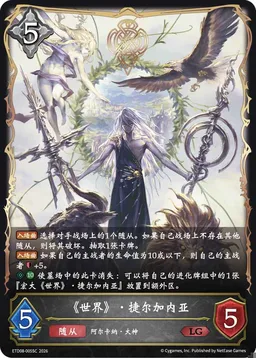 5
入场曲 选择对手战场上的1个随从。如果自己战场上不存在其他
随从，则将其破坏。抽取1张卡牌。
入场曲 如果自己的主战者的生命值为10或以下，则自己的主战
者 +5。
10 使墓场中的此卡消失：可以将自己的进化牌组中的1张
『宏大《世界》·捷尔加内亚』放置到额外区。
《世界》·捷尔加内亚
5
随从 阿尔卡纳·大神 LG
5
© Cygames, Inc. Published by NetEase Games